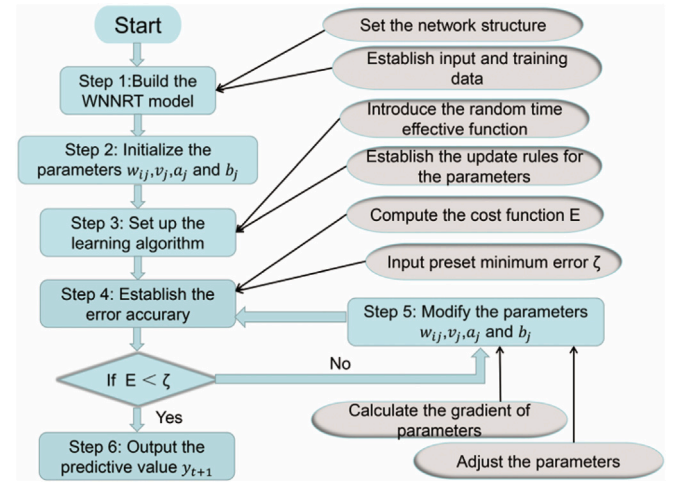 Start
Set the network structure
Step 1:Build the
WNNRT model
Establish input and training
data
Introduce the random time
effective function
Step 2: Initialize the
parameters wij,vj,aj and bj
Establish the update rules for
the parameters
Step 3: Set up the
learning algorithm
Compute the cost function E
Input preset minimum error ζ
Step 4: Establish the
error accurary
Step 5: Modify the parameters
wij,vj,aj and bj
If E < ζ
No
Yes
Calculate the gradient of
parameters
Step 6: Output the
predictive value yt+1
Adjust the parameters